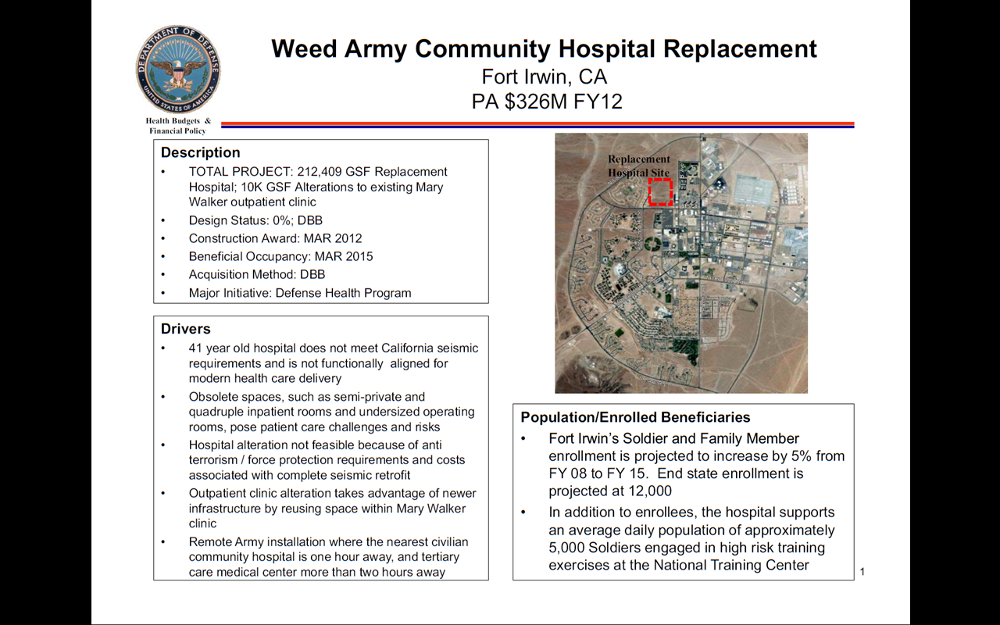 DEPARTMENT OF DEFENSE
UNITED STATES OF AMERICA
Health Budgets &
Financial Policy
Weed Army Community Hospital Replacement
Fort Irwin, CA
PA $326M FY12
Description
• TOTAL PROJECT: 212,409 GSF Replacement
Hospital; 10K GSF Alterations to existing Mary
Walker outpatient clinic
• Design Status: 0%; DBB
• Construction Award: MAR 2012
• Beneficial Occupancy: MAR 2015
• Acquisition Method: DBB
• Major Initiative: Defense Health Program
Drivers
• 41 year old hospital does not meet California seismic
requirements and is not functionally aligned for
modern health care delivery
• Obsolete spaces, such as semi-private and
quadruple inpatient rooms and undersized operating
rooms, pose patient care challenges and risks
• Hospital alteration not feasible because of anti
terrorism / force protection requirements and costs
associated with complete seismic retrofit
• Outpatient clinic alteration takes advantage of newer
infrastructure by reusing space within Mary Walker
clinic
• Remote Army installation where the nearest civilian
community hospital is one hour away, and tertiary
care medical center more than two hours away
Replacement
Hospital Site
Population/Enrolled Beneficiaries
• Fort Irwin’s Soldier and Family Member
enrollment is projected to increase by 5% from
FY 08 to FY 15. End state enrollment is
projected at 12,000
• In addition to enrollees, the hospital supports
an average daily population of approximately
5,000 Soldiers engaged in high risk training
exercises at the National Training Center
1